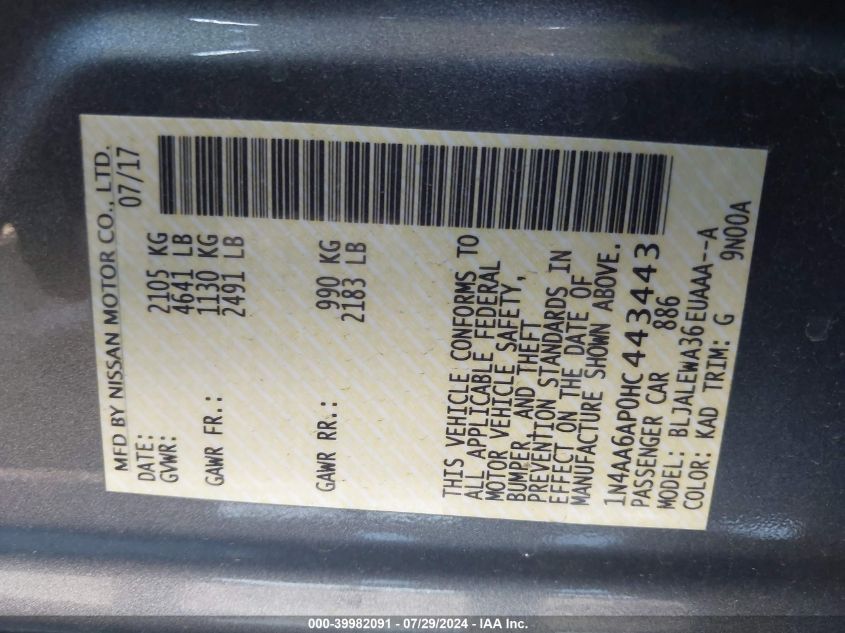 MFD BY NISSAN MOTOR CO., LTD.
DATE: 07/17
GVWR: 2105 KG
4641 LB
GAWR FR.: 1130 KG
2491 LB
GAWR RR.: 990 KG
2183 LB
THIS VEHICLE CONFORMS TO
ALL APPLICABLE FEDERAL
MOTOR VEHICLE SAFETY,
BUMPER, AND THEFT
PREVENTION STANDARDS IN
EFFECT ON THE DATE OF
MANUFACTURE SHOWN ABOVE.
1N4AA6AP0HC443443
PASSENGER CAR 886
MODEL: BLJALEWA36EUAAA--A
COLOR: KAD TRIM: G 9N00A
000-39982091 - 07/29/2024 - IAA Inc.